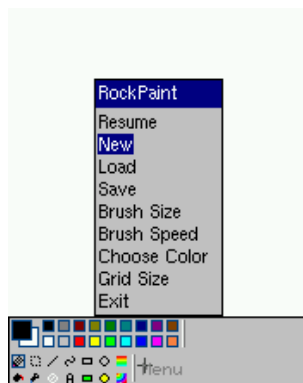 RockPaint
Resume
New
Load
Save
Brush Size
Brush Speed
Choose Color
Grid Size
Exit
Menu